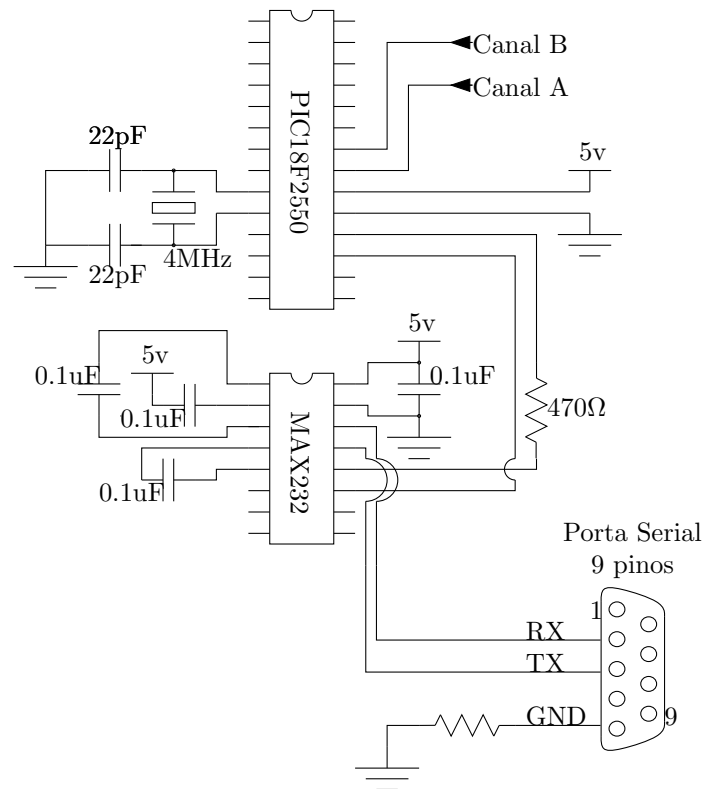 Canal B
Canal A
PIC18F2550
22pF
5v
4MHz
22pF
5v
5v
0.1uF
0.1uF
0.1uF
470Ω
MAX232
0.1uF
Porta Serial
9 pinos
1
RX
TX
GND
9